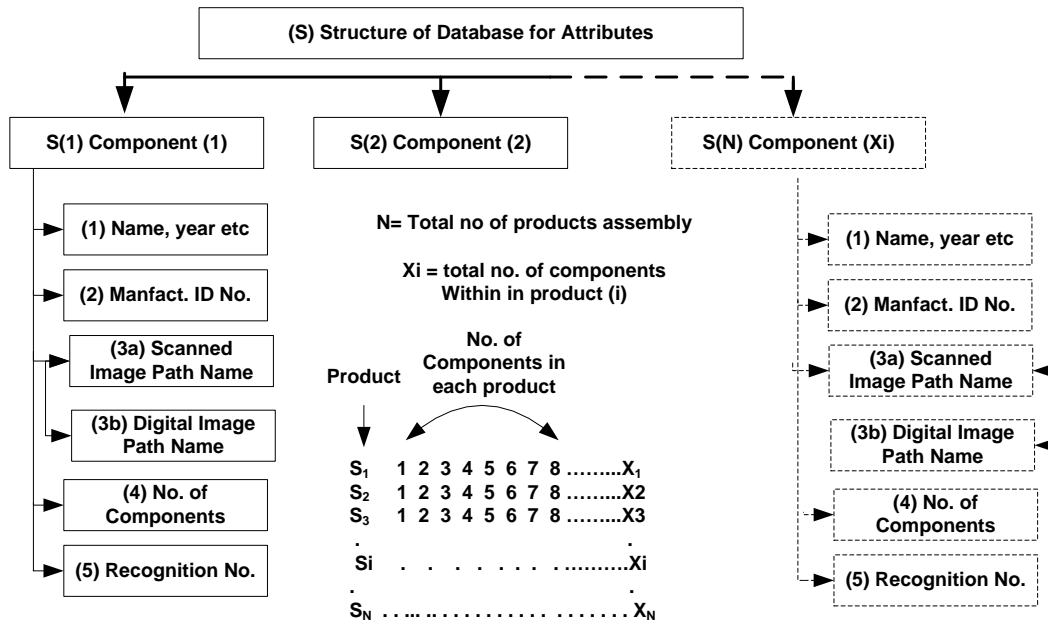 (S) Structure of Database for Attributes
S(1) Component (1)
S(2) Component (2)
S(N) Component (Xi)
(1) Name, year etc
(2) Manfact. ID No.
(3a) Scanned
Image Path Name
(3b) Digital Image
Path Name
(4) No. of
Components
(5) Recognition No.
N= Total no of products assembly
Xi = total no. of components
Within in product (i)
No. of
Components in
each product
Product
S1 1 2 3 4 5 6 7 8 .........X1
S2 1 2 3 4 5 6 7 8 .........X2
S3 1 2 3 4 5 6 7 8 .........X3
. .
Si . . . . . . . ..........Xi
. .
SN . ... .. . . . . . . . . . . . . . . . XN
(1) Name, year etc
(2) Manfact. ID No.
(3a) Scanned
Image Path Name
(3b) Digital Image
Path Name
(4) No. of
Components
(5) Recognition No.